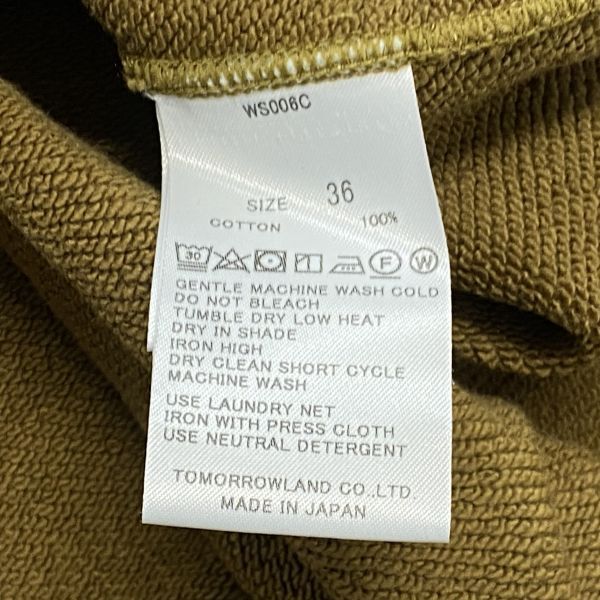 WS006C
SIZE 36
COTTON 100%
30 F W
GENTLE MACHINE WASH COLD
DO NOT BLEACH
TUMBLE DRY LOW HEAT
DRY IN SHADE
IRON HIGH
DRY CLEAN SHORT CYCLE
MACHINE WASH
USE LAUNDRY NET
IRON WITH PRESS CLOTH
USE NEUTRAL DETERGENT
TOMORROWLAND CO.,LTD.
MADE IN JAPAN